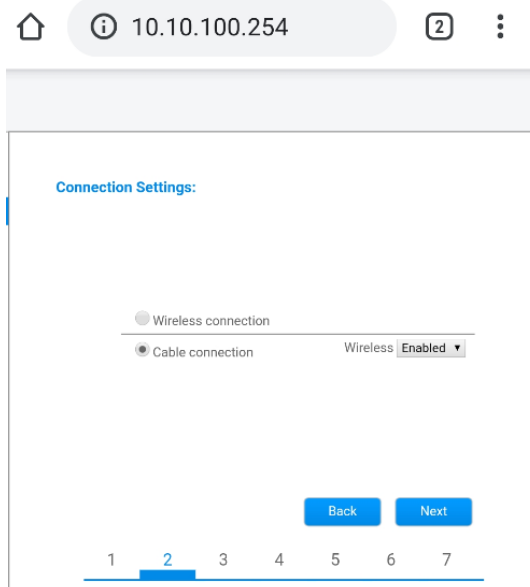 10.10.100.254 2
Connection Settings:
Wireless connection
Cable connection Wireless Enabled
Back Next
1 2 3 4 5 6 7